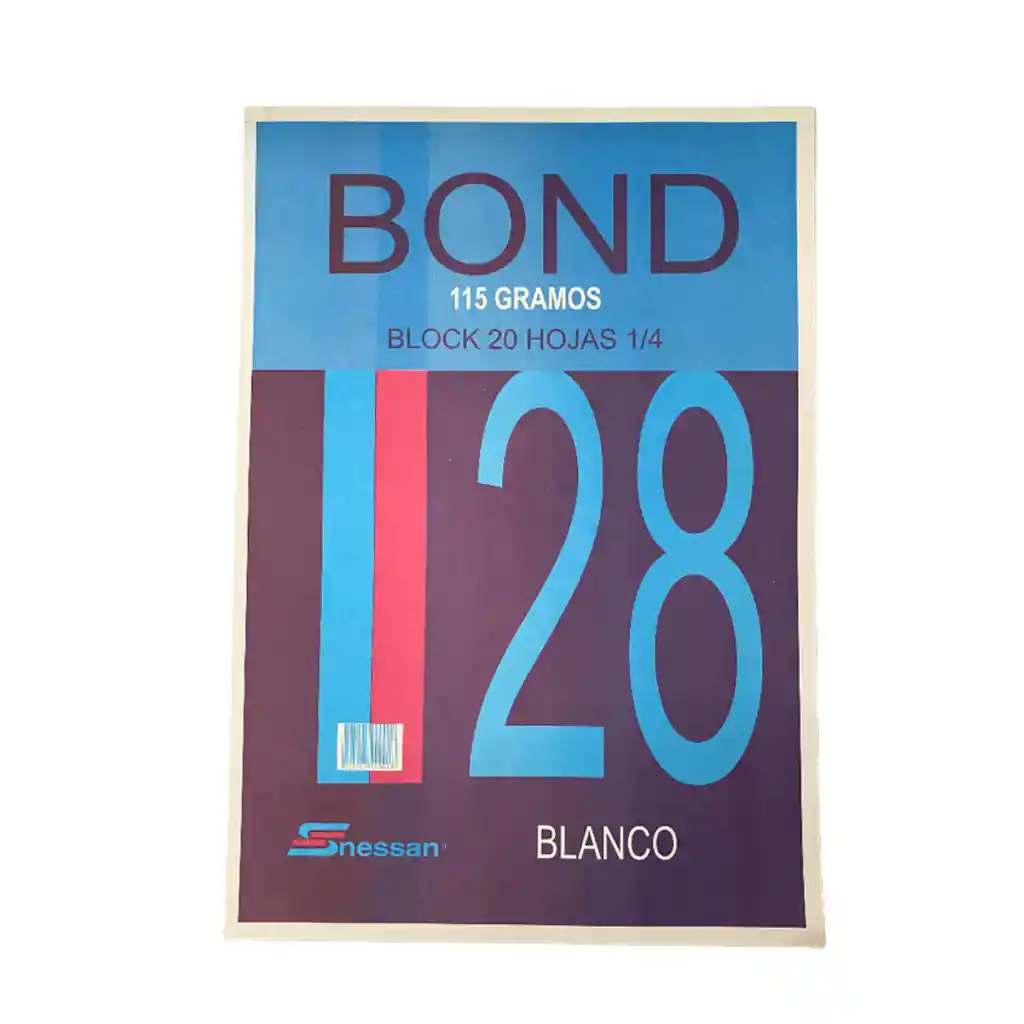 BOND
115 GRAMOS
BLOCK 20 HOJAS 1/4
28
Snessan
BLANCO